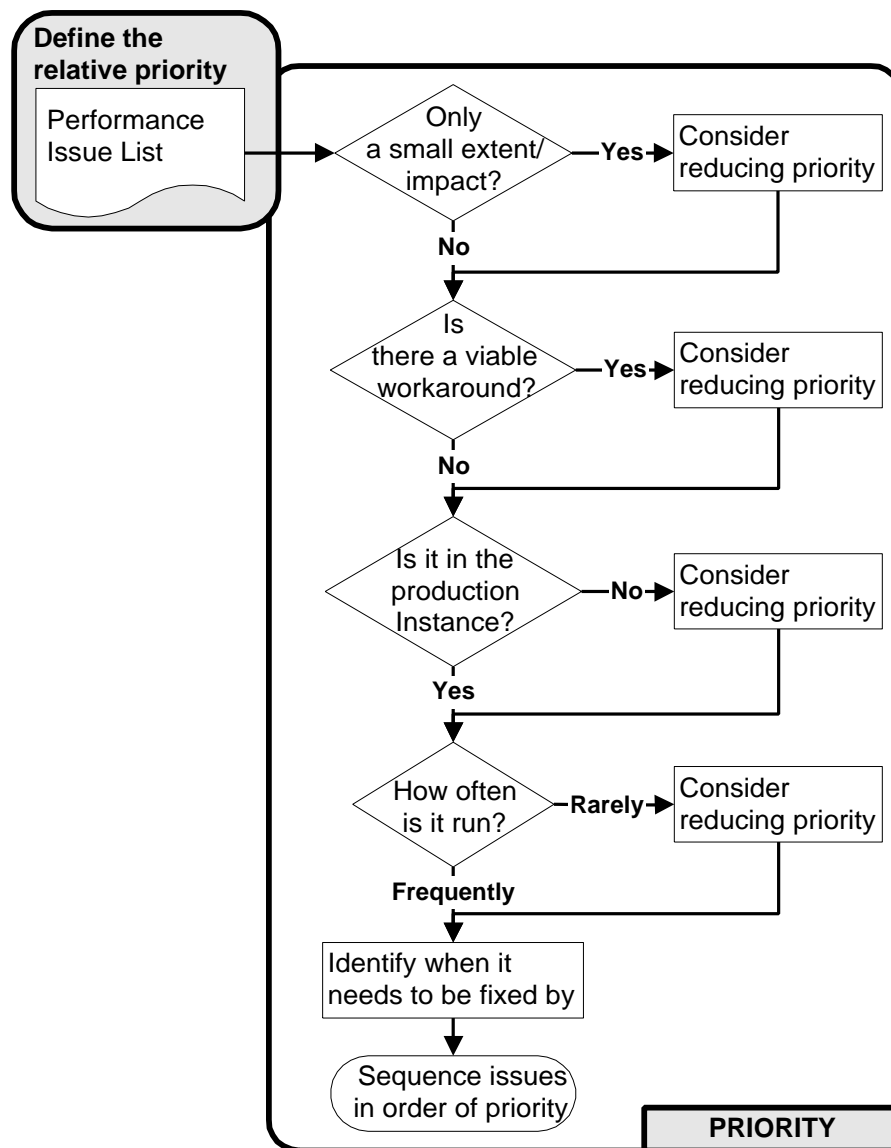 Define the
relative priority
Performance
Issue List
Only
a small extent/
impact?
Yes
Consider
reducing priority
No
Is
there a viable
workaround?
Yes
Consider
reducing priority
No
Is it in the
production
Instance?
No
Consider
reducing priority
Yes
How often
is it run?
Rarely
Consider
reducing priority
Frequently
Identify when it
needs to be fixed by
Sequence issues
in order of priority
PRIORITY